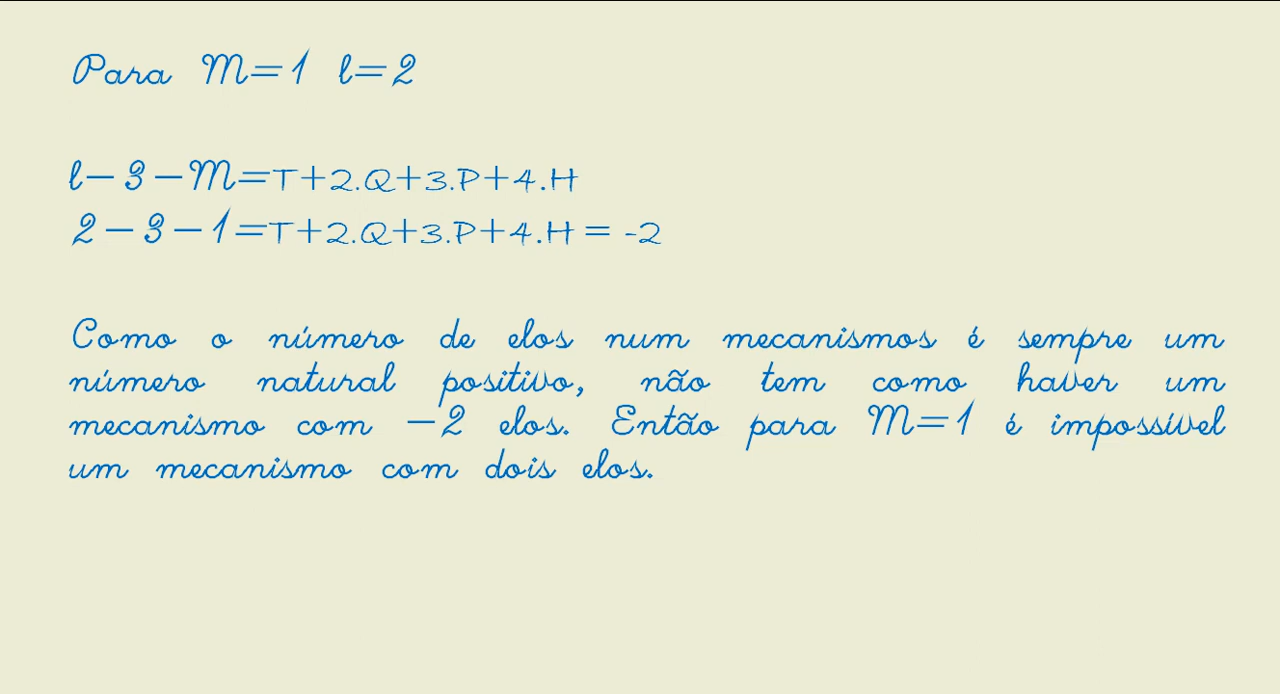 Para M=1 l=2
l-3-M=T+2.Q+3.P+4.H
2-3-1=T+2.Q+3.P+4.H = -2
Como o número de elos num mecanismos é sempre um
número natural positivo, não tem como haver um
mecanismo com -2 elos. Então para M=1 é impossível
um mecanismo com dois elos.